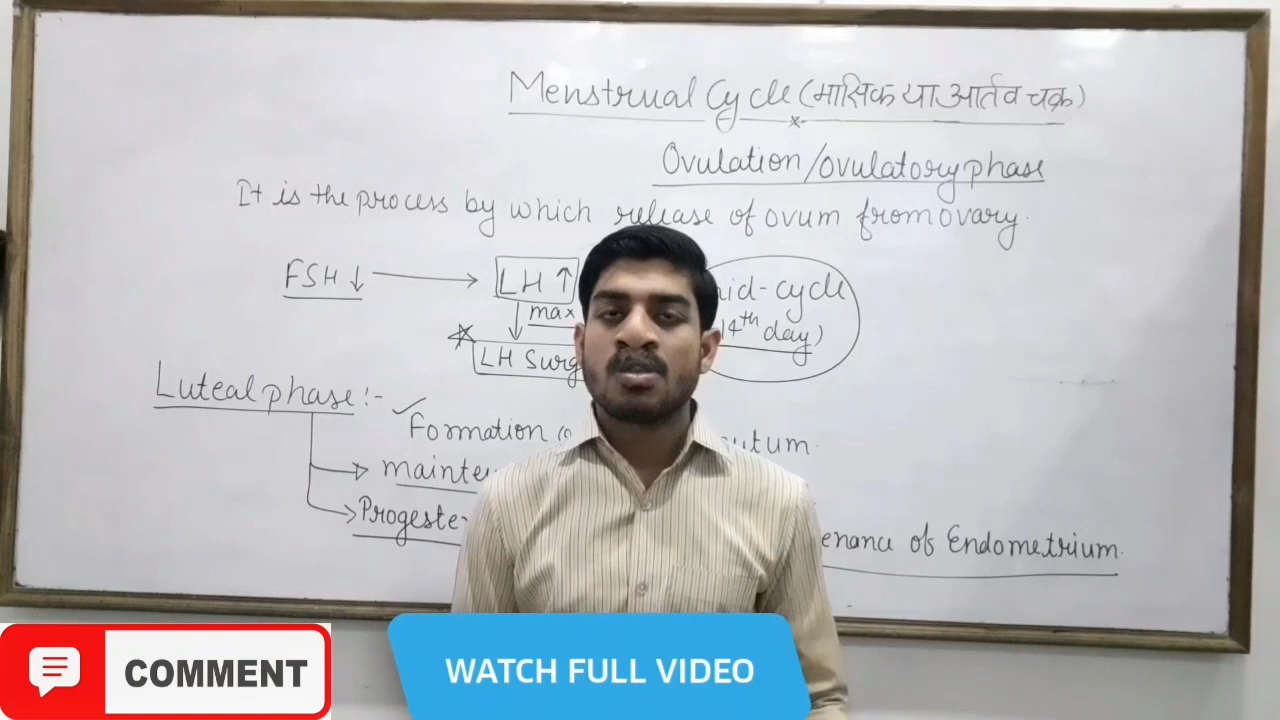 Menstrual Cycle (मासिक या आर्तव चक्र)
Ovulation/ovulatory phase
It is the process by which release of ovum from ovary.
FSH↓ → LH↑
mid-cycle
max
14th day)
LH Surg
Luteal phase:-
✓ Formation
mainte
Progeste-
enance of Endometrium.
COMMENT
WATCH FULL VIDEO